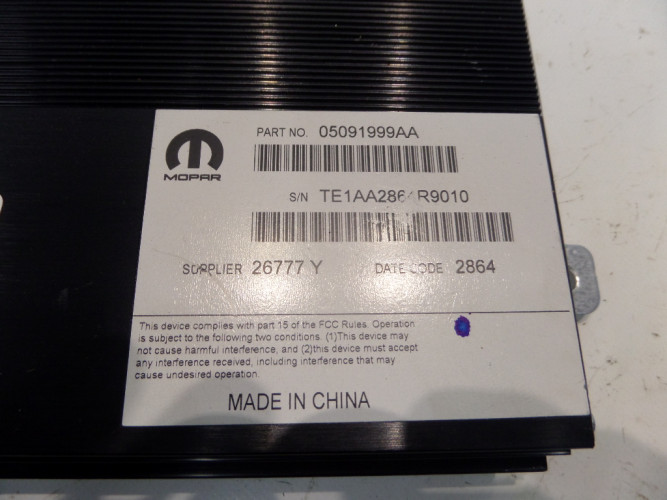 PART NO. 05091999AA
MOPAR
S/N TE1AA2864R9010
SUPPLIER 26777 Y DATE CODE 2864
This device complies with part 15 of the FCC Rules. Operation
is subject to the following two conditions. (1)This device may
not cause harmful interference, and (2)this device must accept
any interference received, including interference that may
cause undesired operation.
MADE IN CHINA